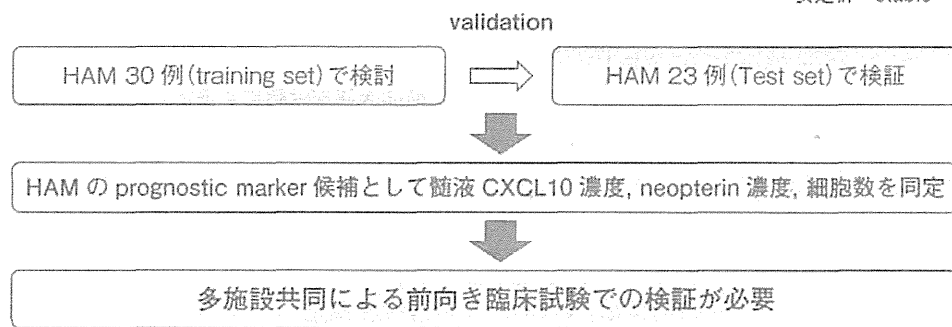 validation
HAM 30 例(training set)で検討
HAM 23 例(Test set)で検証
HAM の prognostic marker 候補として髄液 CXCL10 濃度, neopterin 濃度, 細胞数を同定
多施設共同による前向き臨床試験での検証が必要